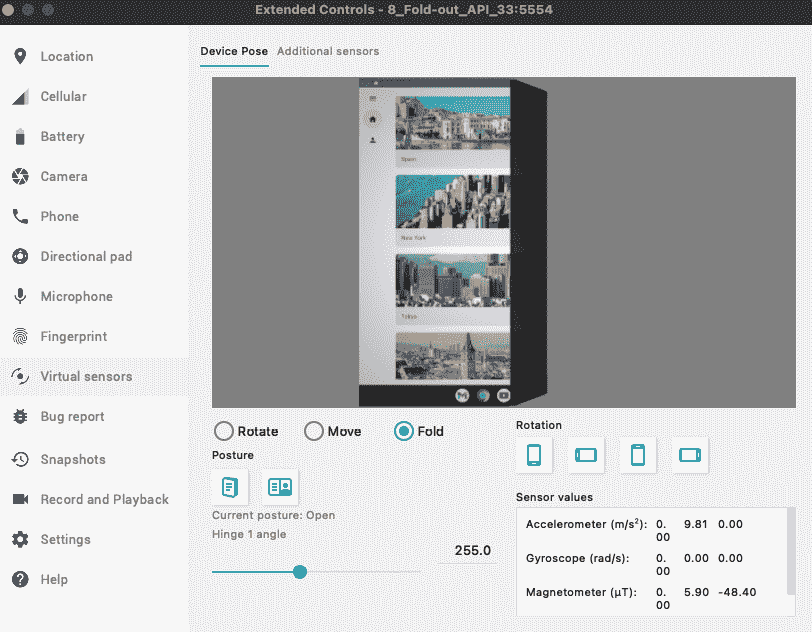 Extended Controls - 8_Fold-out_API_33:5554
Location
Cellular
Battery
Camera
Phone
Directional pad
Microphone
Fingerprint
Virtual sensors
Bug report
Snapshots
Record and Playback
Settings
Help
Device Pose Additional sensors
Spain
New York
Tokyo
Rotate Move Fold
Posture
Current posture: Open
Hinge 1 angle
255.0
Rotation
Sensor values
Accelerometer (m/s²): 0.00 9.81 0.00
Gyroscope (rad/s): 0.00 0.00 0.00
Magnetometer (μT): 0.00 5.90 -48.40